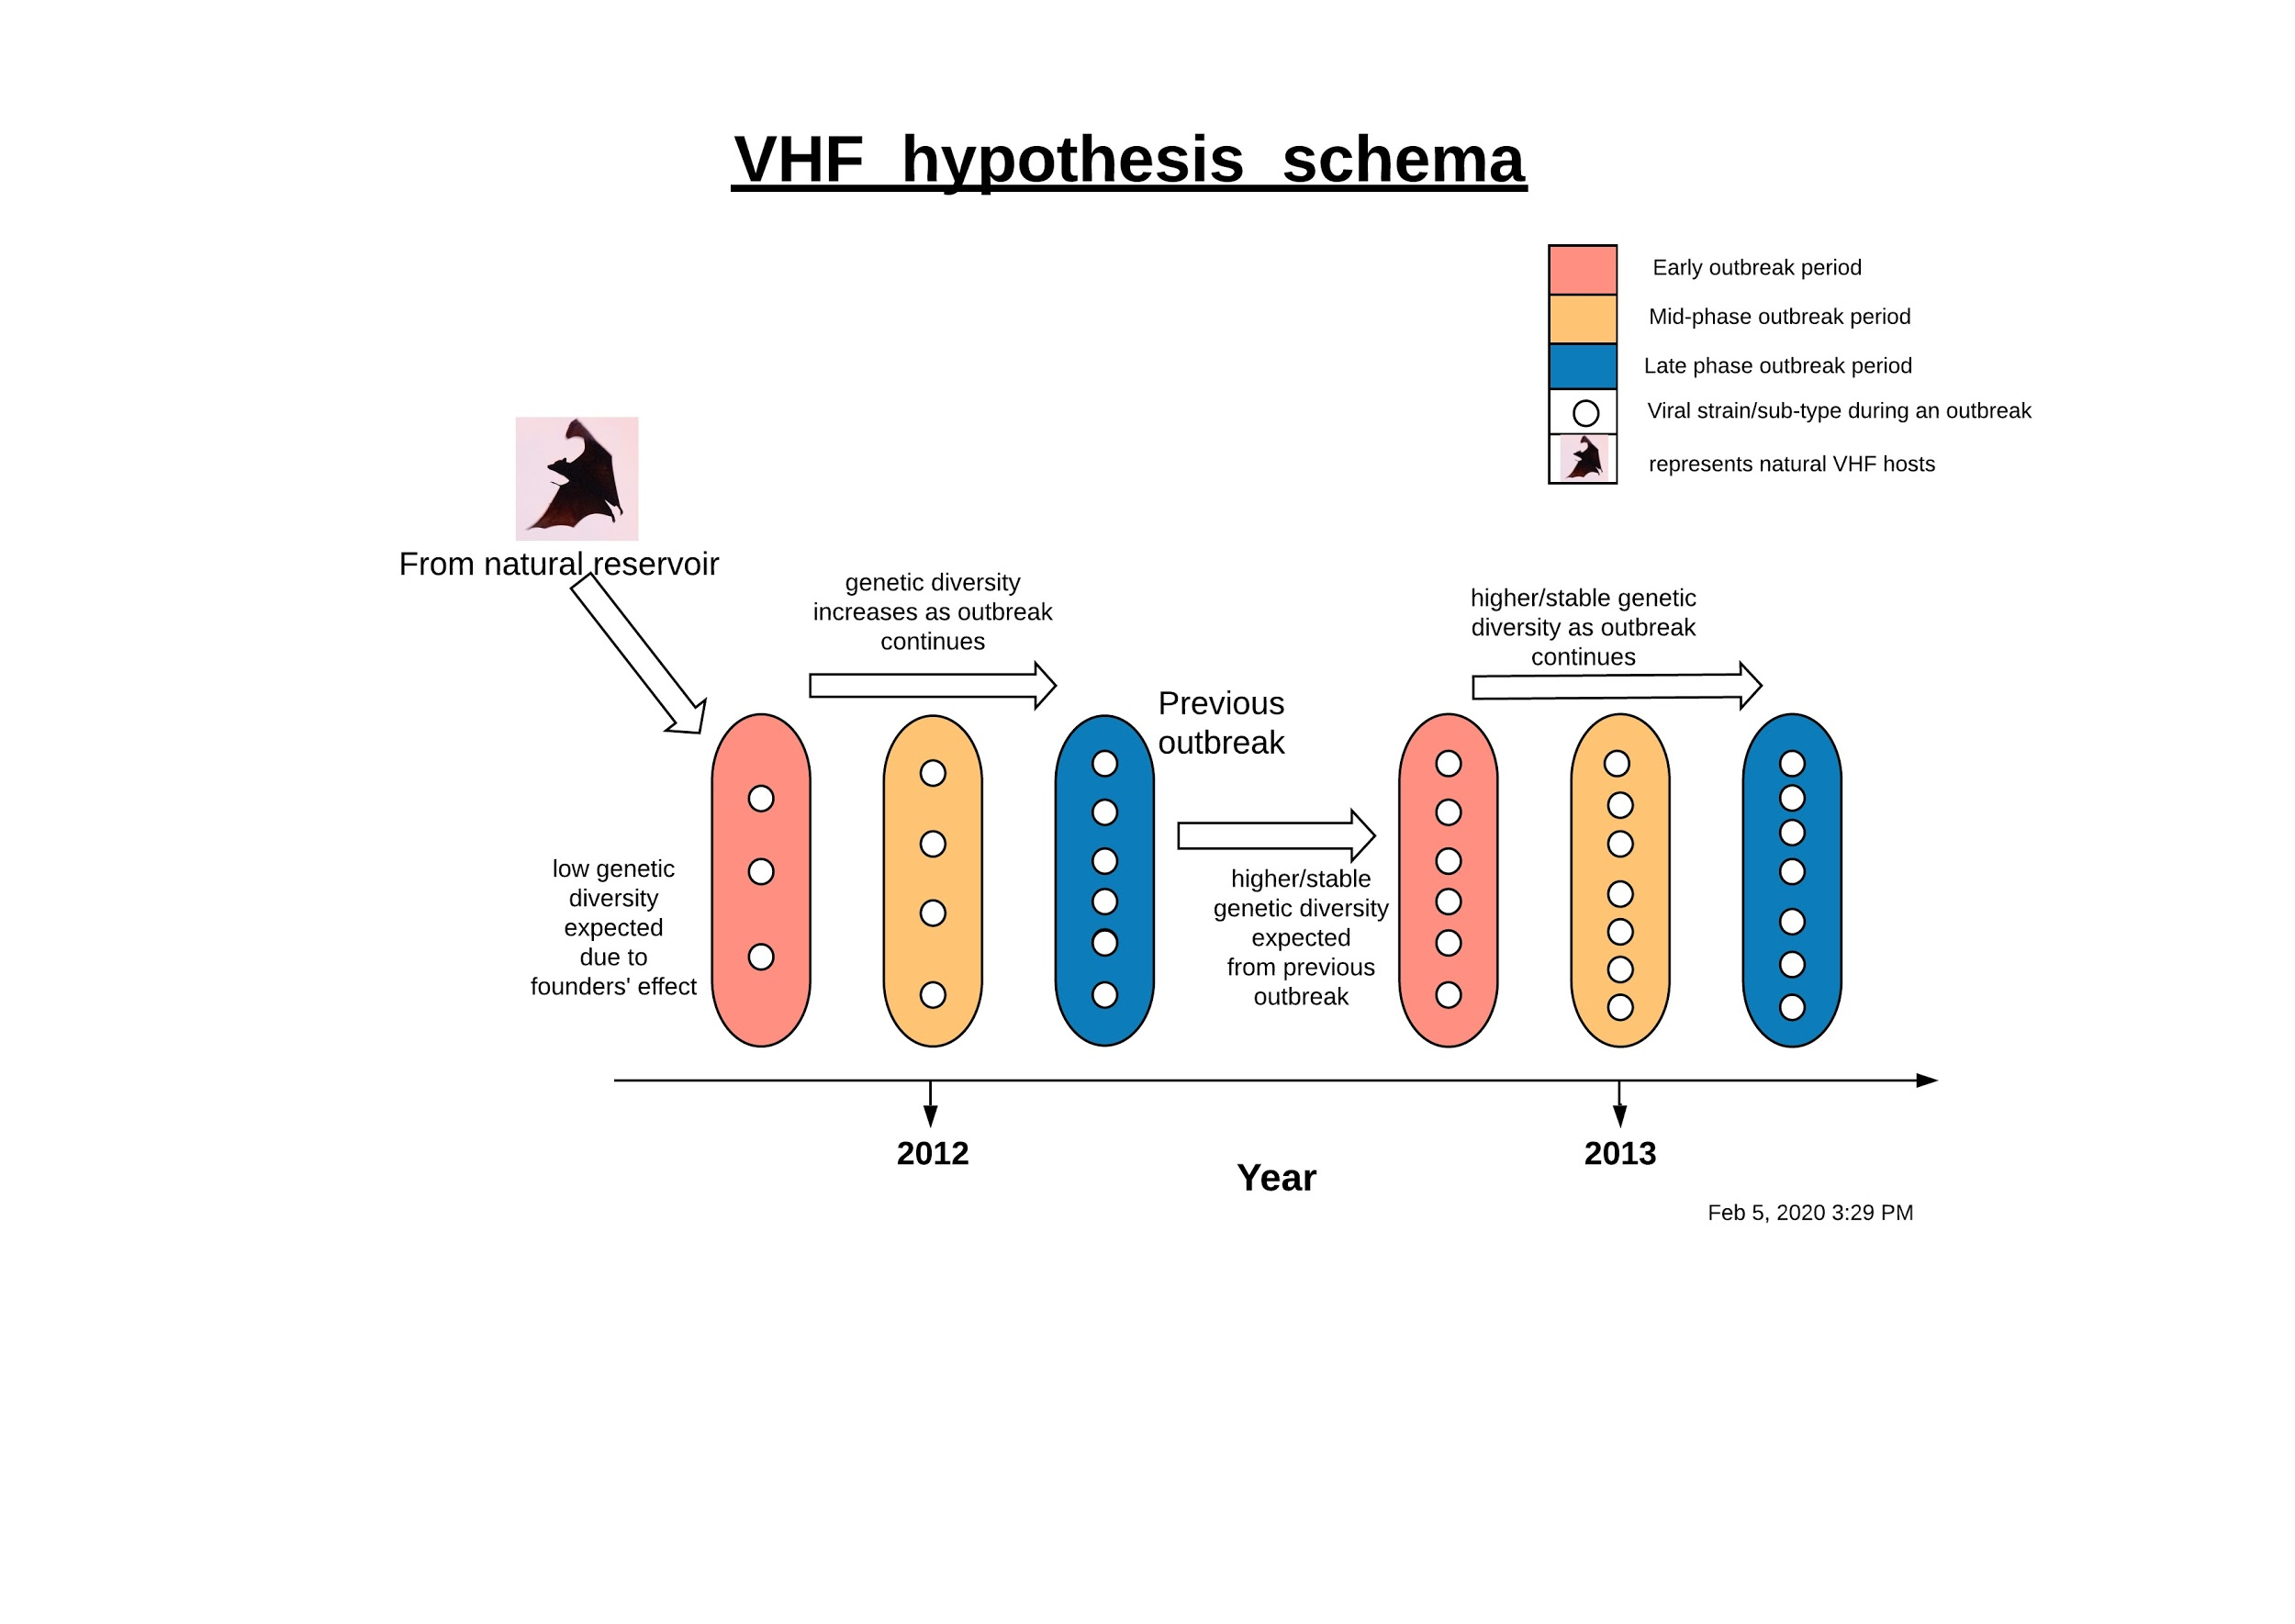 VHF hypothesis schema
Early outbreak period
Mid-phase outbreak period
Late phase outbreak period
Viral strain/sub-type during an outbreak
represents natural VHF hosts
From natural reservoir
genetic diversity
increases as outbreak
continues
higher/stable genetic
diversity as outbreak
continues
Previous
outbreak
low genetic
diversity
expected
due to
founders' effect
higher/stable
genetic diversity
expected
from previous
outbreak
2012
2013
Year
Feb 5, 2020 3:29 PM